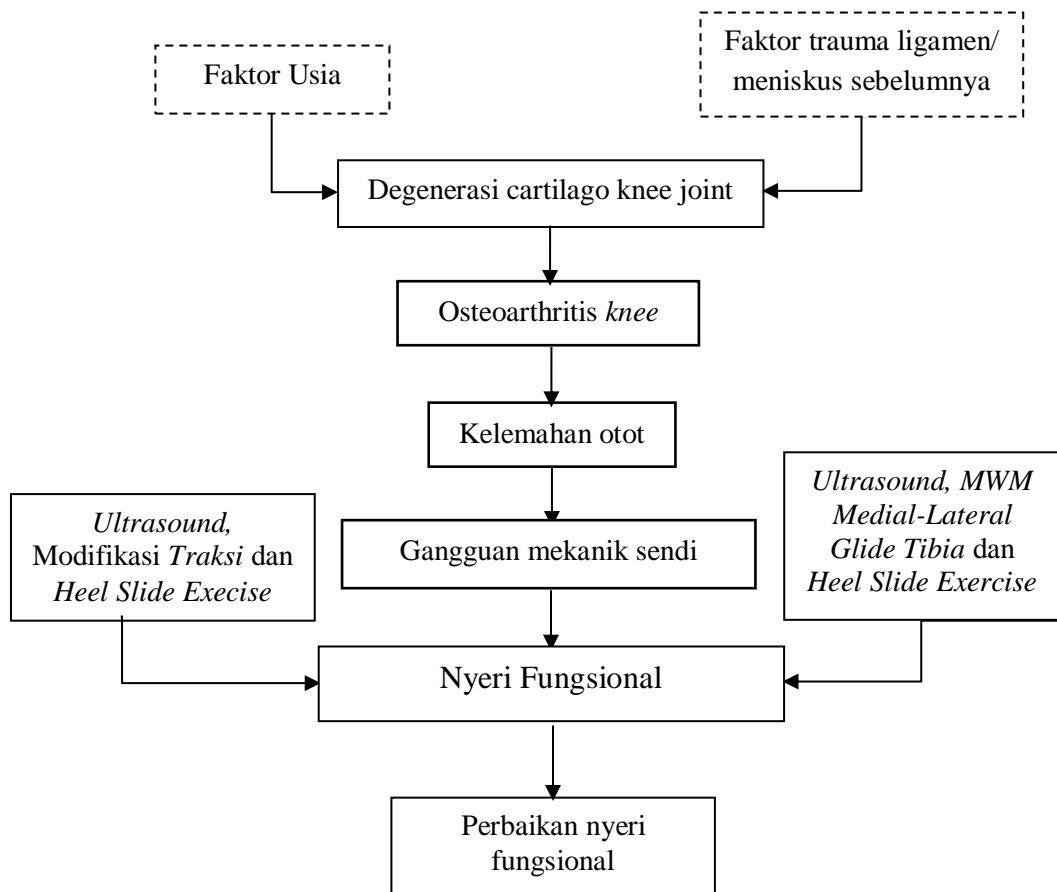 Faktor Usia
Faktor trauma ligamen/
meniskus sebelumnya
Degenerasi cartilago knee joint
Osteoarthritis knee
Kelemahan otot
Ultrasound,
Modifikasi Traksi dan
Heel Slide Execise
Gangguan mekanik sendi
Ultrasound, MWM
Medial-Lateral
Glide Tibia dan
Heel Slide Exercise
Nyeri Fungsional
Perbaikan nyeri
fungsional